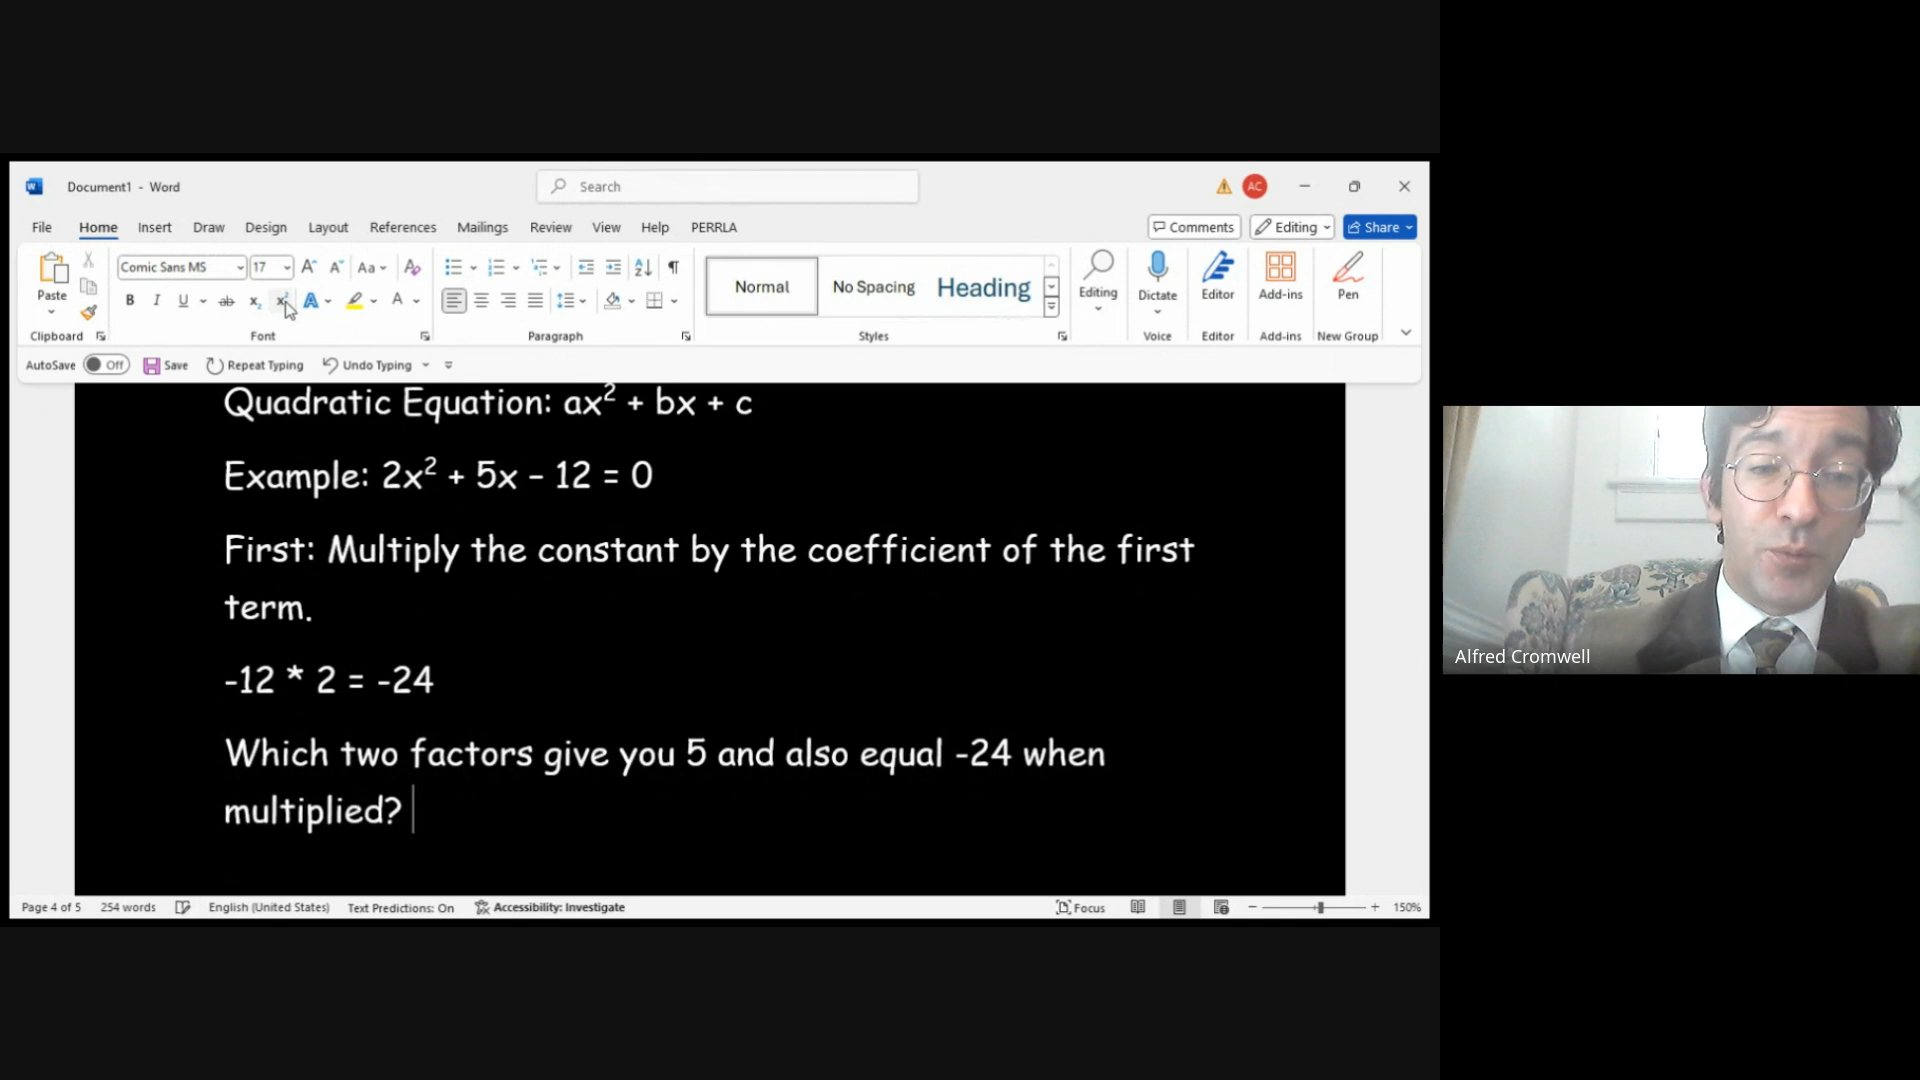 Document1 - Word
Search
AC
File Home Insert Draw Design Layout References Mailings Review View Help PERRLA
Comments Editing Share
Paste
Comic Sans MS 17
Aa
Normal No Spacing Heading
Editing Dictate Editor Add-ins Pen
Clipboard Font Paragraph Styles Voice Editor Add-ins New Group
AutoSave Off Save Repeat Typing Undo Typing
Quadratic Equation: ax² + bx + c
Example: 2x² + 5x – 12 = 0
First: Multiply the constant by the coefficient of the first
term.
-12 * 2 = -24
Which two factors give you 5 and also equal -24 when
multiplied?
Alfred Cromwell
Page 4 of 5 254 words English (United States) Text Predictions: On Accessibility: Investigate Focus 150%